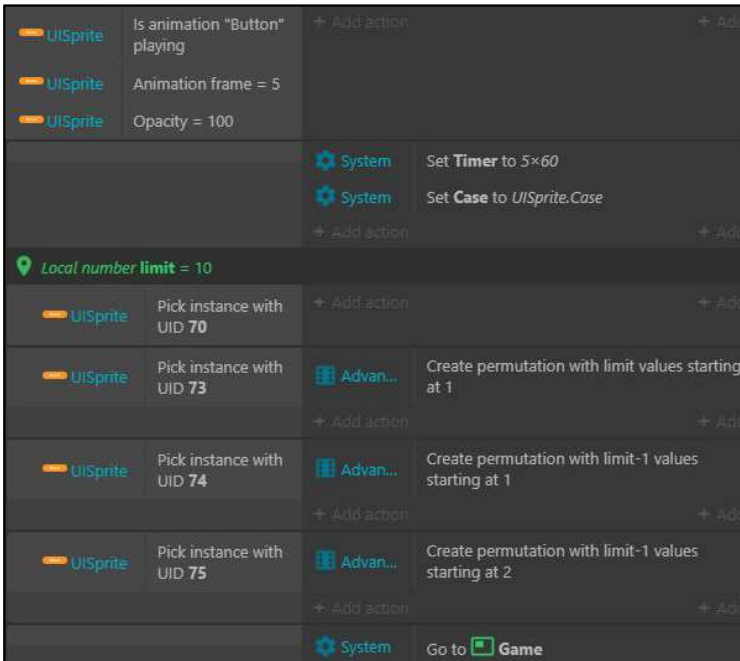 UISprite Is animation "Button" playing + Add action + Add
UISprite Animation frame = 5
UISprite Opacity = 100
System Set Timer to 5×60
System Set Case to UISprite.Case
+ Add action + Add
Local number limit = 10
UISprite Pick instance with UID 70 + Add action + Add
UISprite Pick instance with UID 73 Advan... Create permutation with limit values starting at 1
+ Add action + Add
UISprite Pick instance with UID 74 Advan... Create permutation with limit-1 values starting at 1
+ Add action + Add
UISprite Pick instance with UID 75 Advan... Create permutation with limit-1 values starting at 2
+ Add action + Add
System Go to Game